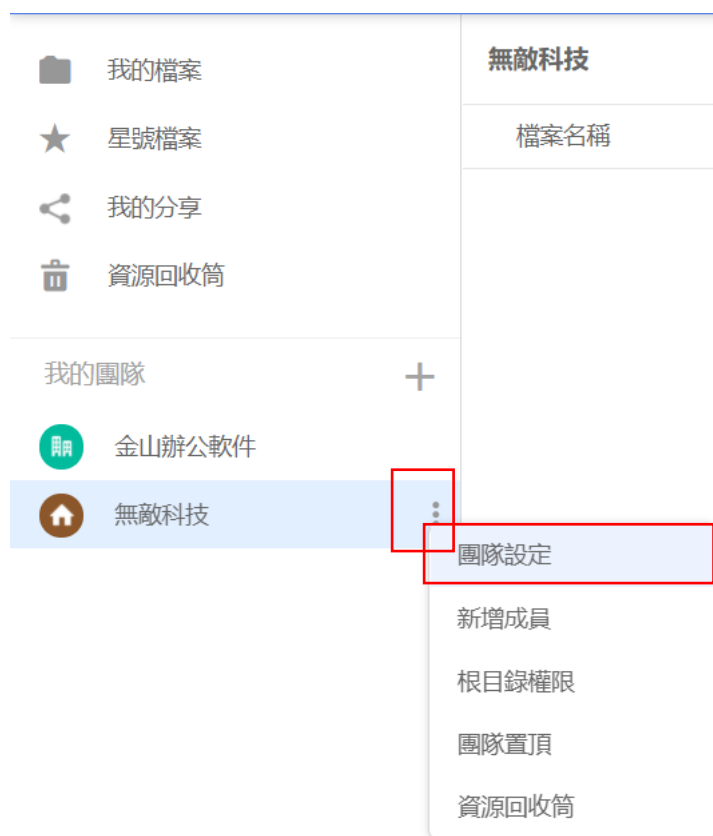 我的檔案
星號檔案
我的分享
資源回收筒
我的團隊
金山辦公軟件
無敵科技
無敵科技
檔案名稱
團隊設定
新增成員
根目錄權限
團隊置頂
資源回收筒